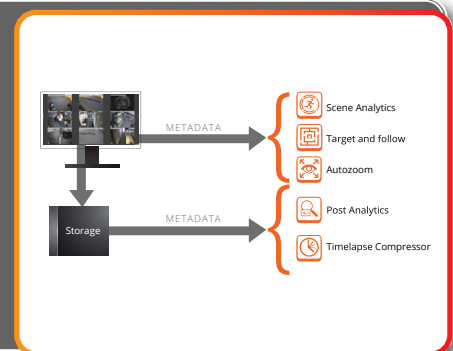 METADATA
Scene Analytics
Target and follow
Autozoom
Storage
METADATA
Post Analytics
Timelapse Compressor